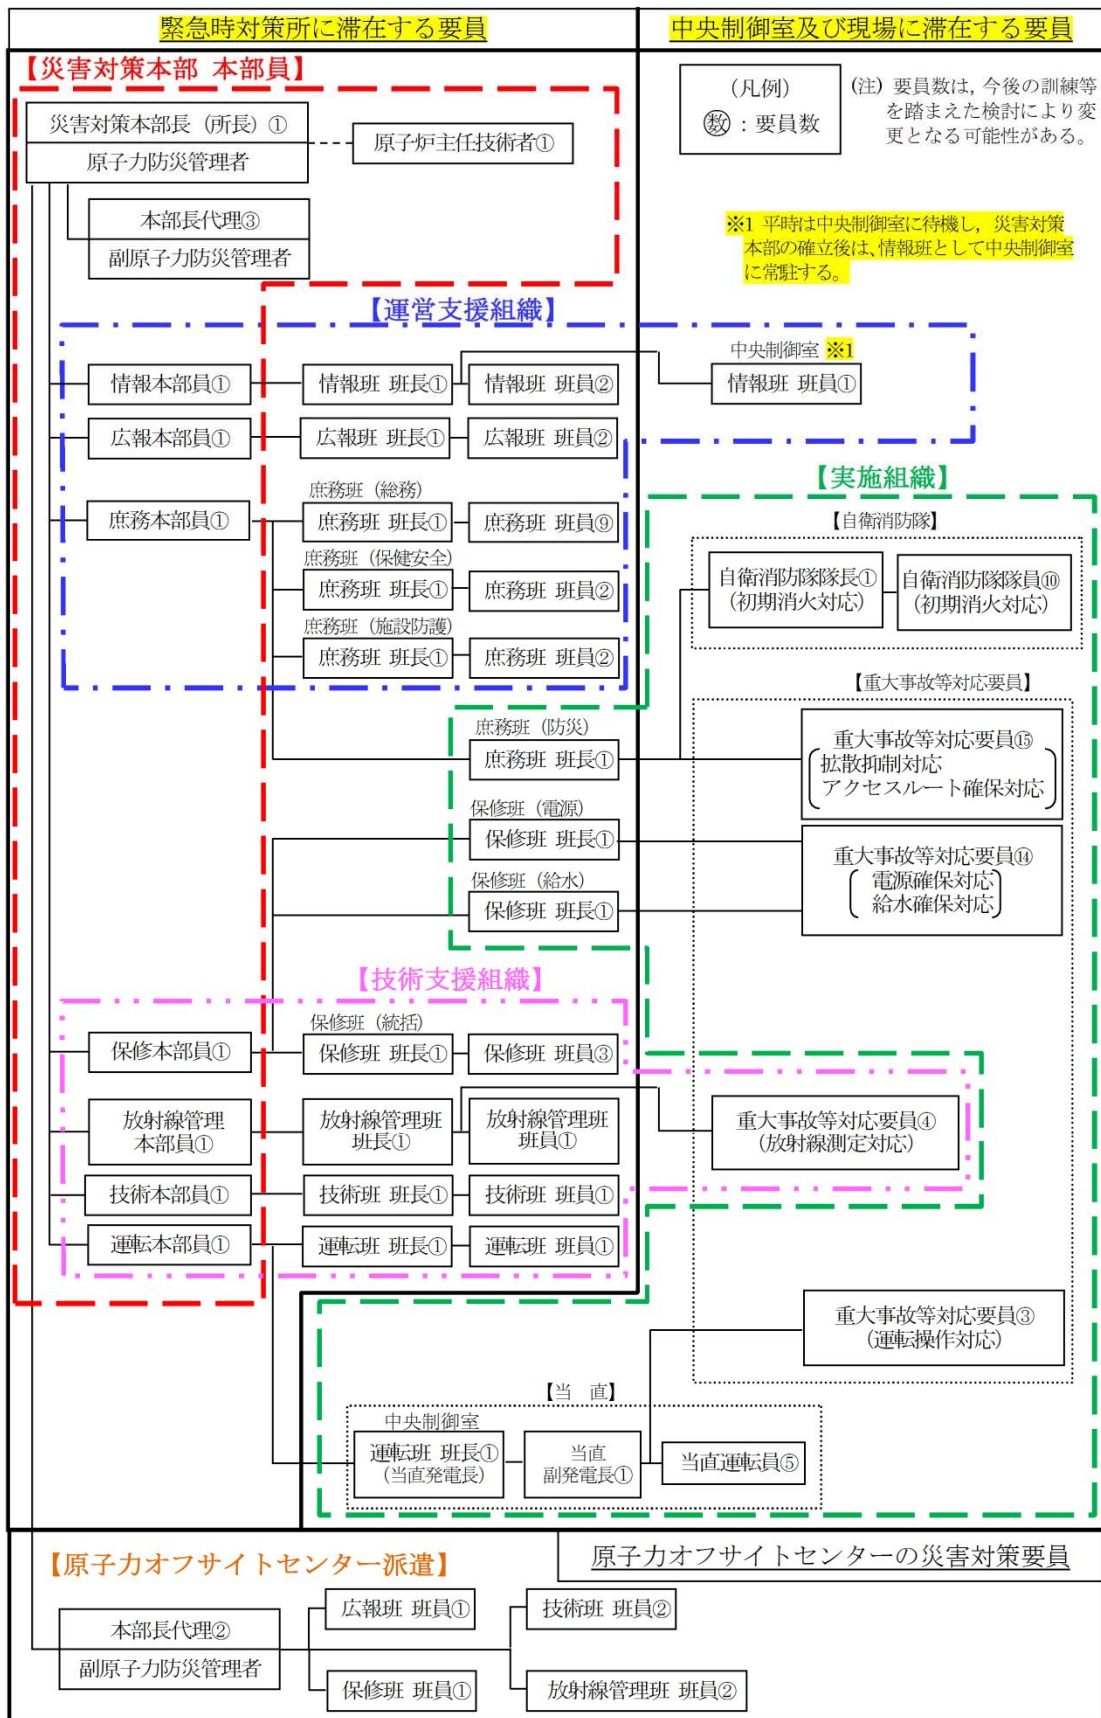 緊急時対策所に滞在する要員
中央制御室及び現場に滞在する要員
【災害対策本部 本部員】
災害対策本部長（所長）①
原子力防災管理者
原子炉主任技術者①
本部長代理③
副原子力防災管理者
(凡例)
数：要員数
(注) 要員数は，今後の訓練等
を踏まえた検討により変
更となる可能性がある。
※1 平時は中央制御室に待機し，災害対策
本部の確立後は、情報班として中央制御室
に常駐する。
【運営支援組織】
中央制御室 ※1
情報本部員①
情報班 班長①
情報班 班員②
情報班 班員①
広報本部員①
広報班 班長①
広報班 班員②
【実施組織】
庶務班（総務）
庶務本部員①
庶務班 班長①
庶務班 班員⑨
【自衛消防隊】
庶務班（保健安全）
庶務班 班長①
庶務班 班員②
自衛消防隊隊長①
(初期消火対応)
自衛消防隊隊員⑩
(初期消火対応)
庶務班（施設防護）
庶務班 班長①
庶務班 班員②
【重大事故等対応要員】
庶務班（防災）
庶務班 班長①
重大事故等対応要員⑮
拡散抑制対応
アクセスルート確保対応
保修班（電源）
保修班 班長①
重大事故等対応要員⑭
電源確保対応
給水確保対応
保修班（給水）
保修班 班長①
【技術支援組織】
保修班（統括）
保修本部員①
保修班 班長①
保修班 班員③
放射線管理
本部員①
放射線管理班
班長①
放射線管理班
班員①
重大事故等対応要員④
(放射線測定対応)
技術本部員①
技術班 班長①
技術班 班員①
運転本部員①
運転班 班長①
運転班 班員①
重大事故等対応要員③
(運転操作対応)
【当 直】
中央制御室
運転班 班長①
(当直発電長)
当直
副発電長①
当直運転員⑤
【原子力オフサイトセンター派遣】
原子力オフサイトセンターの災害対策要員
本部長代理②
副原子力防災管理者
広報班 班員①
技術班 班員②
保修班 班員①
放射線管理班 班員②